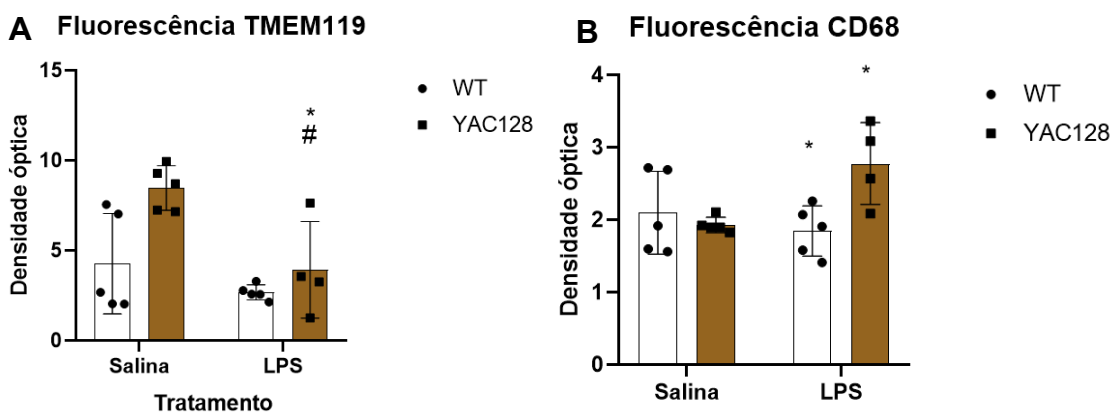 A Fluorescência TMEM119
Densidade óptica
15
10
5
0
*
#
WT
YAC128
Salina
LPS
Tratamento
B Fluorescência CD68
Densidade óptica
4
3
2
1
0
*
*
WT
YAC128
Salina
LPS